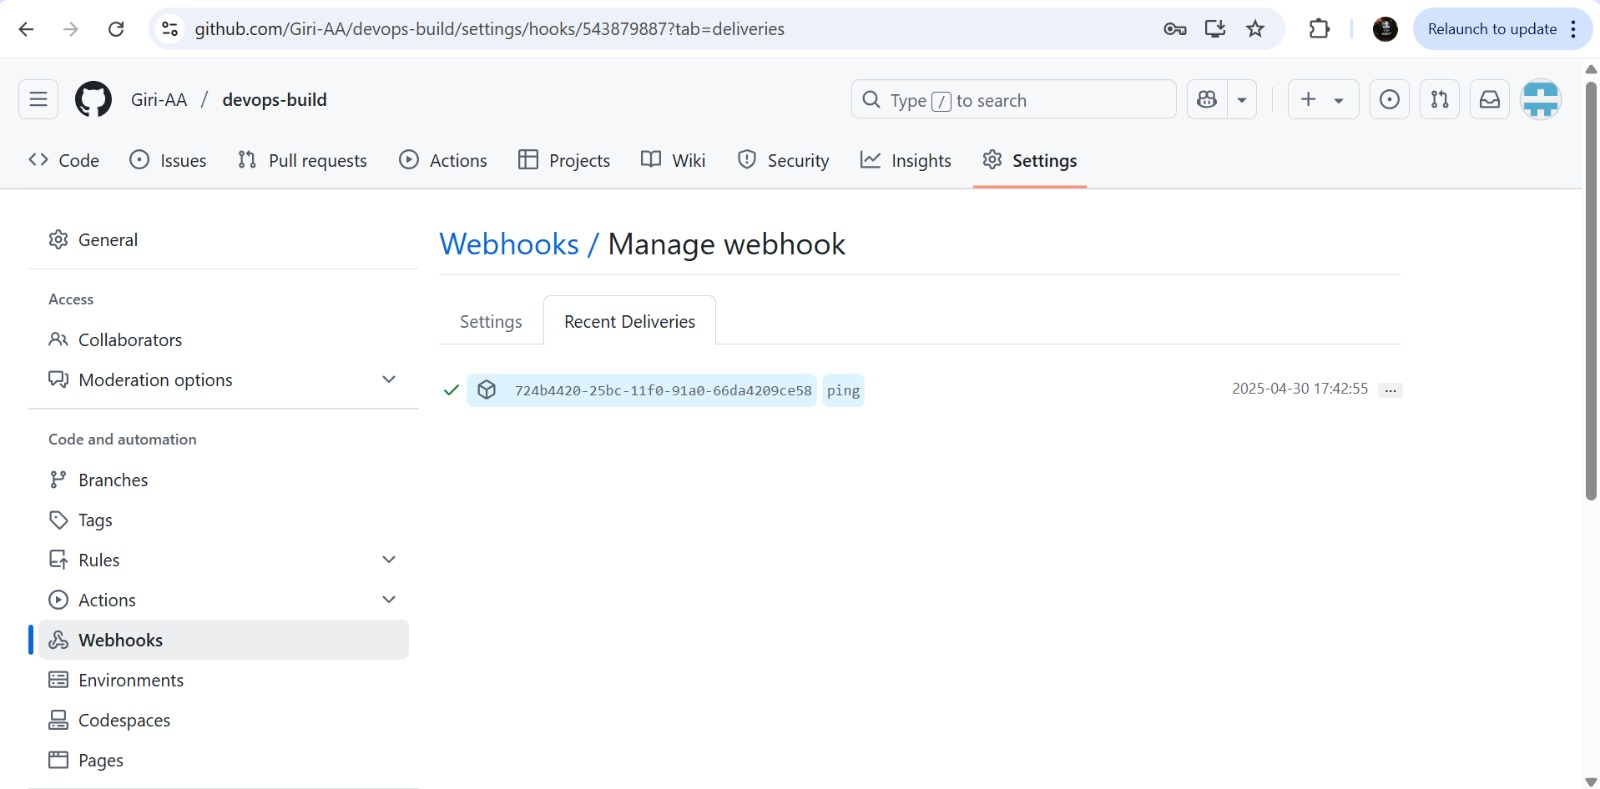 github.com/Giri-AA/devops-build/settings/hooks/543879887?tab=deliveries
Relaunch to update
Giri-AA / devops-build
Type / to search
Code
Issues
Pull requests
Actions
Projects
Wiki
Security
Insights
Settings
General
Access
Collaborators
Moderation options
Code and automation
Branches
Tags
Rules
Actions
Webhooks
Environments
Codespaces
Pages
Webhooks / Manage webhook
Settings
Recent Deliveries
724b4420-25bc-11f0-91a0-66da4209ce58 ping
2025-04-30 17:42:55 ...